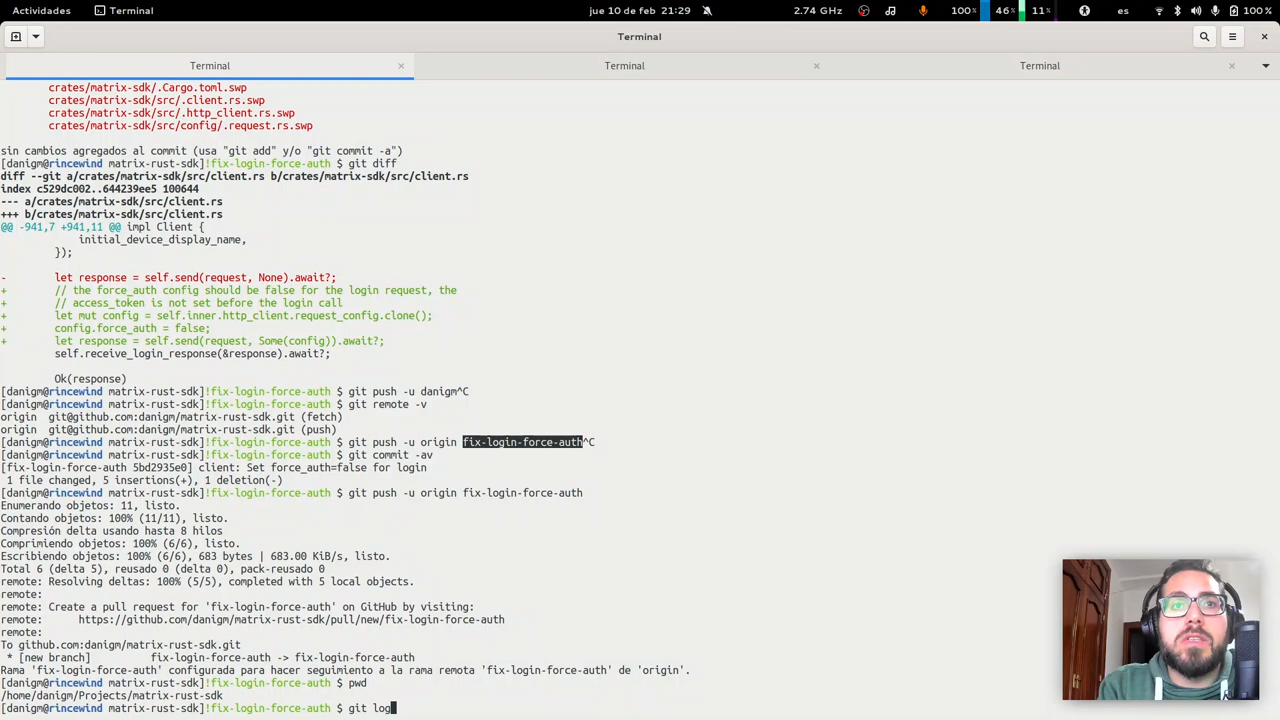 Actividades Terminal jue 10 de feb 21:29 2.74 GHz 100% 46% 11% es 100%
Terminal
Terminal Terminal Terminal
crates/matrix-sdk/.Cargo.toml.swp
crates/matrix-sdk/src/.client.rs.swp
crates/matrix-sdk/src/.http_client.rs.swp
crates/matrix-sdk/src/config/.request.rs.swp
sin cambios agregados al commit (usa "git add" y/o "git commit -a")
[danigm@rincewind matrix-rust-sdk]!fix-login-force-auth $ git diff
diff --git a/crates/matrix-sdk/src/client.rs b/crates/matrix-sdk/src/client.rs
index c529dc002..644239ee5 100644
--- a/crates/matrix-sdk/src/client.rs
+++ b/crates/matrix-sdk/src/client.rs
@@ -941,7 +941,11 @@ impl Client {
initial_device_display_name,
});
- let response = self.send(request, None).await?;
+ // the force_auth config should be false for the login request, the
+ // access_token is not set before the login call
+ let mut config = self.inner.http_client.request_config.clone();
+ config.force_auth = false;
+ let response = self.send(request, Some(config)).await?;
self.receive_login_response(&response).await?;
Ok(response)
[danigm@rincewind matrix-rust-sdk]!fix-login-force-auth $ git push -u danigm^C
[danigm@rincewind matrix-rust-sdk]!fix-login-force-auth $ git remote -v
origin git@github.com:danigm/matrix-rust-sdk.git (fetch)
origin git@github.com:danigm/matrix-rust-sdk.git (push)
[danigm@rincewind matrix-rust-sdk]!fix-login-force-auth $ git push -u origin fix-login-force-auth^C
[danigm@rincewind matrix-rust-sdk]!fix-login-force-auth $ git commit -av
[fix-login-force-auth 5bd2935e0] client: Set force_auth=false for login
1 file changed, 5 insertions(+), 1 deletion(-)
[danigm@rincewind matrix-rust-sdk]!fix-login-force-auth $ git push -u origin fix-login-force-auth
Enumerando objetos: 11, listo.
Contando objetos: 100% (11/11), listo.
Compresión delta usando hasta 8 hilos
Comprimiendo objetos: 100% (6/6), listo.
Escribiendo objetos: 100% (6/6), 683 bytes | 683.00 KiB/s, listo.
Total 6 (delta 5), reusado 0 (delta 0), pack-reusado 0
remote: Resolving deltas: 100% (5/5), completed with 5 local objects.
remote:
remote: Create a pull request for 'fix-login-force-auth' on GitHub by visiting:
remote: https://github.com/danigm/matrix-rust-sdk/pull/new/fix-login-force-auth
remote:
To github.com:danigm/matrix-rust-sdk.git
* [new branch] fix-login-force-auth -> fix-login-force-auth
Rama 'fix-login-force-auth' configurada para hacer seguimiento a la rama remota 'fix-login-force-auth' de 'origin'.
[danigm@rincewind matrix-rust-sdk]!fix-login-force-auth $ pwd
/home/danigm/Projects/matrix-rust-sdk
[danigm@rincewind matrix-rust-sdk]!fix-login-force-auth $ git log